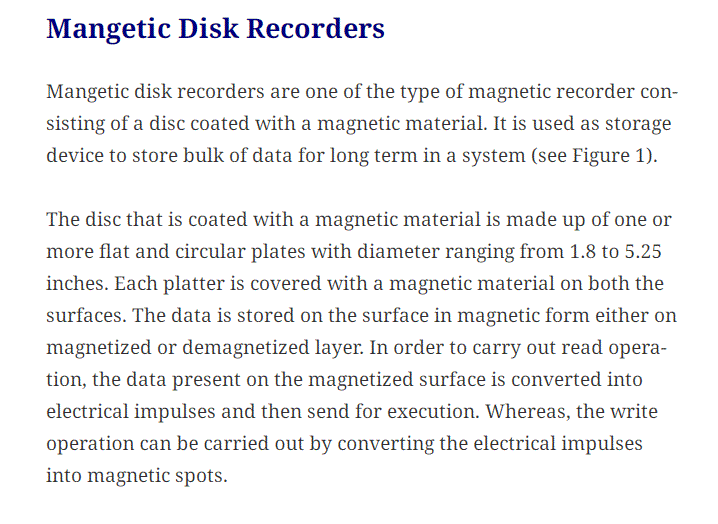 Mangetic Disk Recorders
Mangetic disk recorders are one of the type of magnetic recorder con-
sisting of a disc coated with a magnetic material. It is used as storage
device to store bulk of data for long term in a system (see Figure 1).
The disc that is coated with a magnetic material is made up of one or
more flat and circular plates with diameter ranging from 1.8 to 5.25
inches. Each platter is covered with a magnetic material on both the
surfaces. The data is stored on the surface in magnetic form either on
magnetized or demagnetized layer. In order to carry out read opera-
tion, the data present on the magnetized surface is converted into
electrical impulses and then send for execution. Whereas, the write
operation can be carried out by converting the electrical impulses
into magnetic spots.